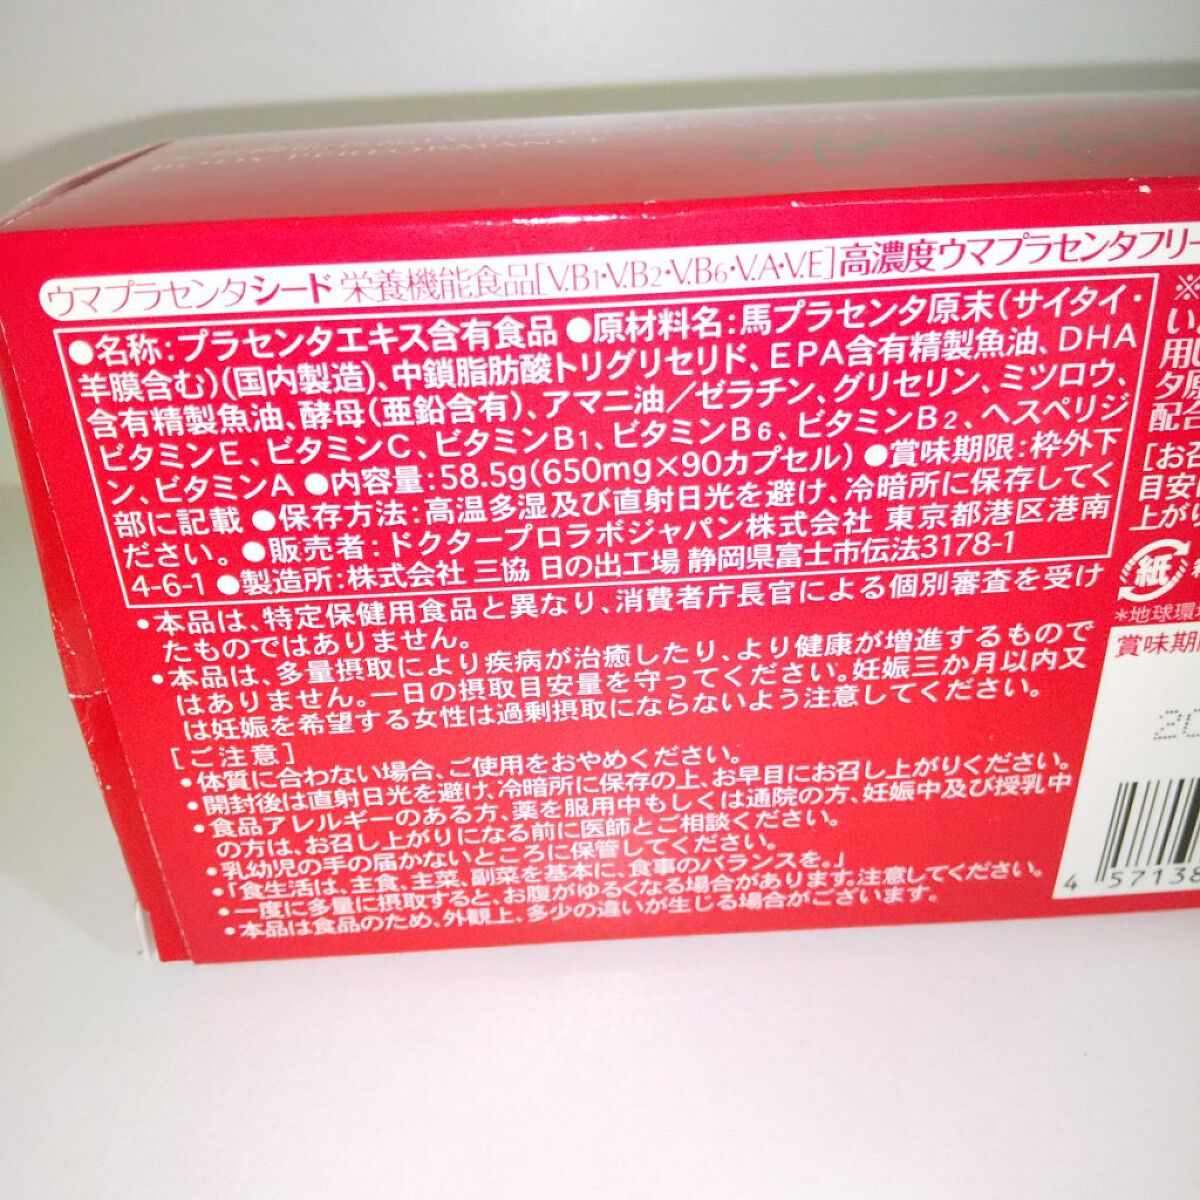 BODY PERFORMANCE
ウマプラセンタシード 栄養機能食品[V.B1・V.B2・V.B6・V.A・V.E]高濃度ウマプラセンタフリー
●名称:プラセンタエキス含有食品 ●原材料名:馬プラセンタ原末(サイタイ・
羊膜含む)(国内製造)、中鎖脂肪酸トリグリセリド、EPA含有精製魚油、DHA
含有精製魚油、酵母(亜鉛含有)、アマニ油/ゼラチン、グリセリン、ミツロウ、
ビタミンE、ビタミンC、ビタミンB1、ビタミンB6、ビタミンB2、ヘスペリジ
ン、ビタミンA ●内容量:58.5g(650mg×90カプセル) ●賞味期限:枠外下
部に記載 ●保存方法:高温多湿及び直射日光を避け、冷暗所に保存してく
ださい。 ●販売者:ドクタープロラボジャパン株式会社 東京都港区港南
4-6-1 ●製造所:株式会社 三協 日の出工場 静岡県富士市伝法3178-1
・本品は、特定保健用食品と異なり、消費者庁長官による個別審査を受け
たものではありません。
・本品は、多量摂取により疾病が治癒したり、より健康が増進するもので
はありません。一日の摂取目安量を守ってください。妊娠三か月以内又
は妊娠を希望する女性は過剰摂取にならないよう注意してください。
[ご注意]
・体質に合わない場合、ご使用をおやめください。
・開封後は直射日光を避け、冷暗所に保存の上、お早目にお召し上がりください。
・食品アレルギーのある方、薬を服用中もしくは通院の方、妊娠中及び授乳中
の方は、お召し上がりになる前に医師とご相談ください。
・乳幼児の手の届かないところに保管してください。
・「食生活は、主食、主菜、副菜を基本に、食事のバランスを。」
・一度に多量に摂取すると、お腹がゆるくなる場合があります。注意してください。
・本品は食品のため、外観上、多少の違いが生じる場合がございます。
※
い
用
タ原
配合
[お召
目安
上がり
紙
*地球環境
賞味期限
20
4 57138